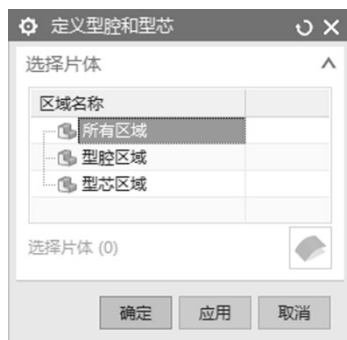 定义型腔和型芯
选择片体
区域名称
所有区域
型腔区域
型芯区域
选择片体 (0)
确定 应用 取消